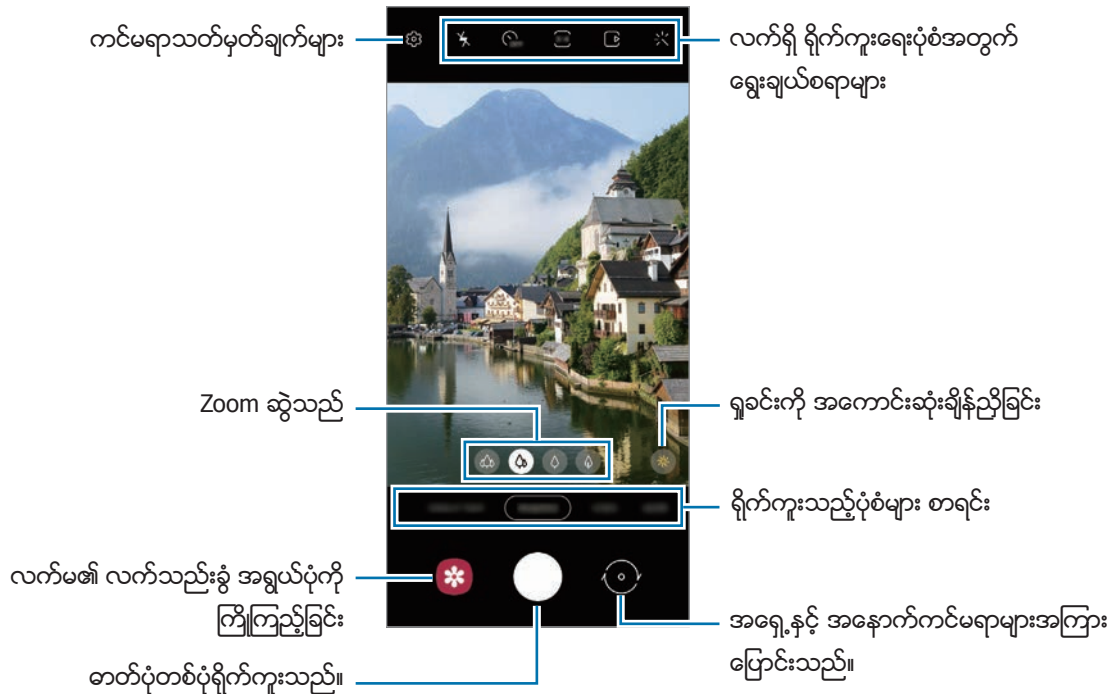 ကင်မရာသတ်မှတ်ချက်များ
လက်ရှိ ရိုက်ကူးရေးပုံစံအတွက်
ရွေးချယ်စရာများ
Zoom ဆွဲသည်
ရှုခင်းကို အကောင်းဆုံးချိန်ညှိခြင်း
ရိုက်ကူးသည့်ပုံစံများ စာရင်း
လက်မ၏ လက်သည်းခွံ အရွယ်ပုံကို
ကြိုကြည့်ခြင်း
အရှေ့နှင့် အနောက်ကင်မရာများအကြား
ပြောင်းသည်။
ဓာတ်ပုံတစ်ပုံရိုက်ကူးသည်။